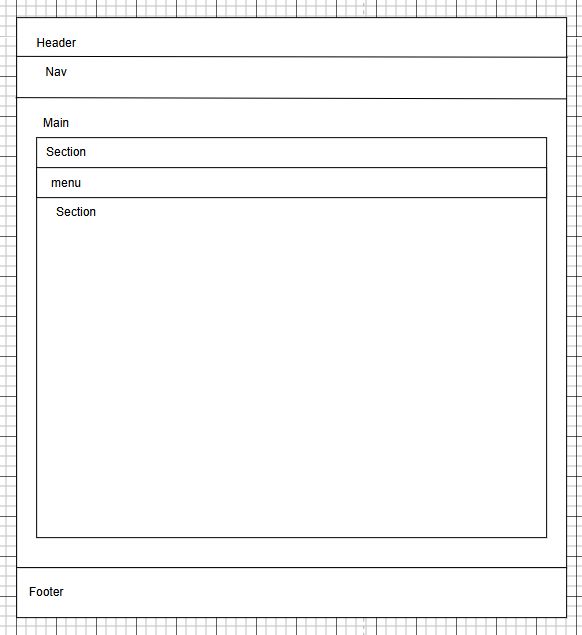 Header
Nav
Main
Section
menu
Section
Footer